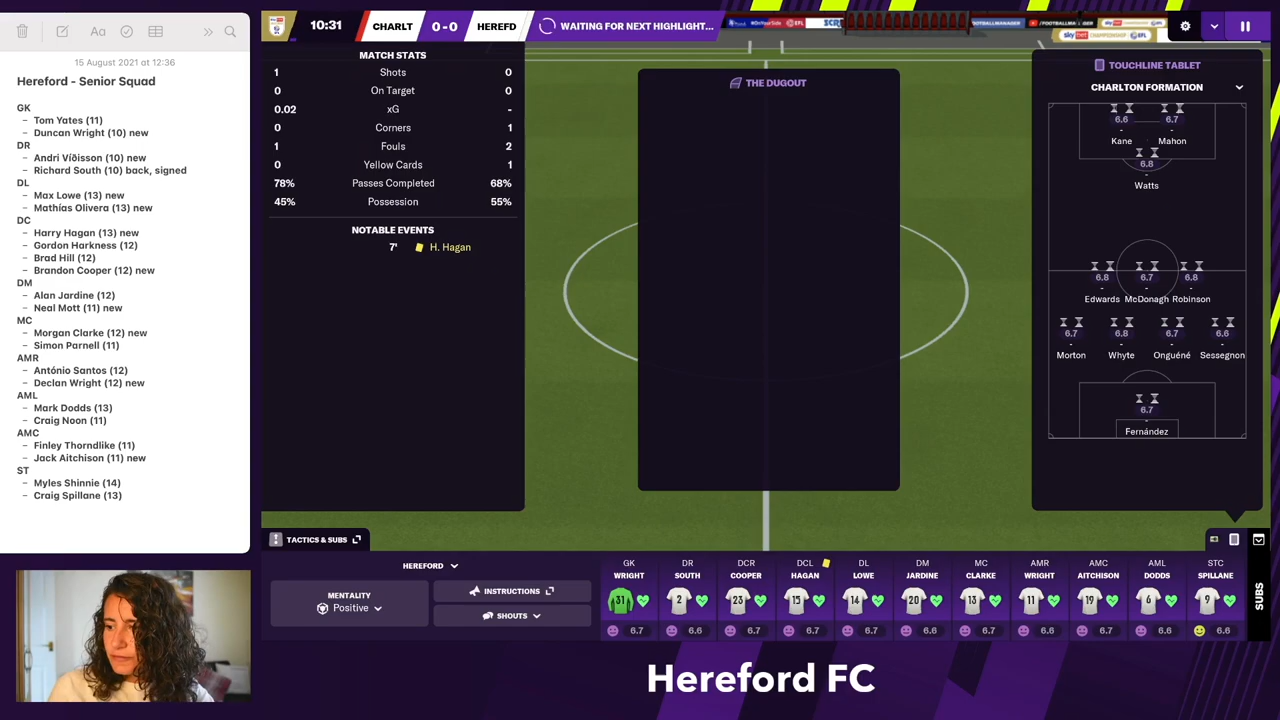 15 August 2021 at 12:36
Hereford - Senior Squad
GK
– Tom Yates (11)
– Duncan Wright (10) new
DR
– Andri Víðisson (10) new
– Richard South (10) back, signed
DL
– Max Lowe (13) new
– Mathías Olivera (13) new
DC
– Harry Hagan (13) new
– Gordon Harkness (12)
– Brad Hill (12)
– Brandon Cooper (12) new
DM
– Alan Jardine (12)
– Neal Mott (11) new
MC
– Morgan Clarke (12) new
– Simon Parnell (11)
AMR
– António Santos (12)
– Declan Wright (12) new
AML
– Mark Dodds (13)
– Craig Noon (11)
AMC
– Finley Thorndlike (11)
– Jack Aitchison (11) new
ST
– Myles Shinnie (14)
– Craig Spillane (13)
10:31 CHARLT 0-0 HEREFD WAITING FOR NEXT HIGHLIGHT...
MATCH STATS
1 Shots 0
0 On Target 0
0.02 xG -
0 Corners 1
1 Fouls 2
0 Yellow Cards 1
78% Passes Completed 68%
45% Possession 55%
NOTABLE EVENTS
7' H. Hagan
THE DUGOUT
TOUCHLINE TABLET
CHARLTON FORMATION
6.6 6.7
- -
Kane Mahon
6.8
-
Watts
6.8 6.7 6.8
- - -
Edwards McDonagh Robinson
6.7 6.8 6.7 6.6
- - - -
Morton Whyte Onguéné Sessegnon
6.7
-
Fernández
TACTICS & SUBS
HEREFORD
MENTALITY
Positive
INSTRUCTIONS
SHOUTS
GK DR DCR DCL DL DM MC AMR AMC AML STC
WRIGHT SOUTH COOPER HAGAN LOWE JARDINE CLARKE WRIGHT AITCHISON DODDS SPILLANE
31 2 23 15 14 20 13 11 19 6 9
6.7 6.6 6.7 6.7 6.7 6.6 6.7 6.6 6.7 6.6 6.6
SUBS
Hereford FC